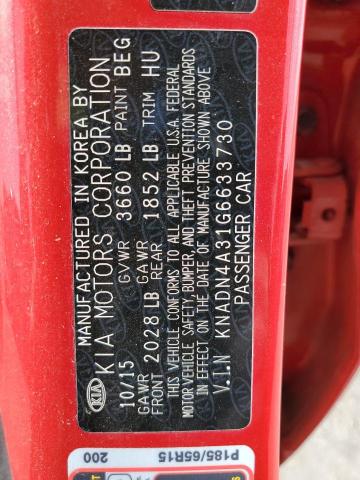 MANUFACTURED IN KOREA BY
KIA KIA MOTORS CORPORATION
10/15 GVWR 3660 LB PAINT BEG
GAWR FRONT 2028 LB GAWR REAR 1852 LB TRIM HU
THIS VEHICLE CONFORMS TO ALL APPLICABLE U.S.A. FEDERAL
MOTOR VEHICLE SAFETY, BUMPER, AND THEFT PREVENTION STANDARDS
IN EFFECT ON THE DATE OF MANUFACTURE SHOWN ABOVE
V.I.N KNADN4A31G6633730
PASSENGER CAR
200
P185/65R15